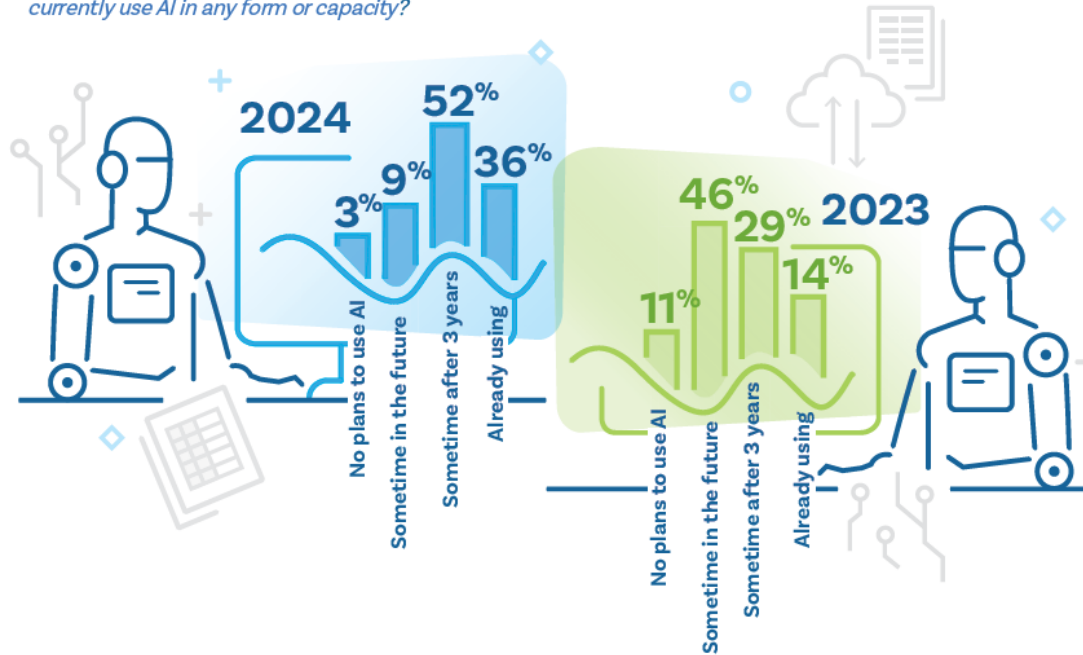 currently use AI in any form or capacity?
2024
3%
9%
52%
36%
No plans to use AI
Sometime in the future
Sometime after 3 years
Already using
2023
11%
46%
29%
14%
No plans to use AI
Sometime in the future
Sometime after 3 years
Already using